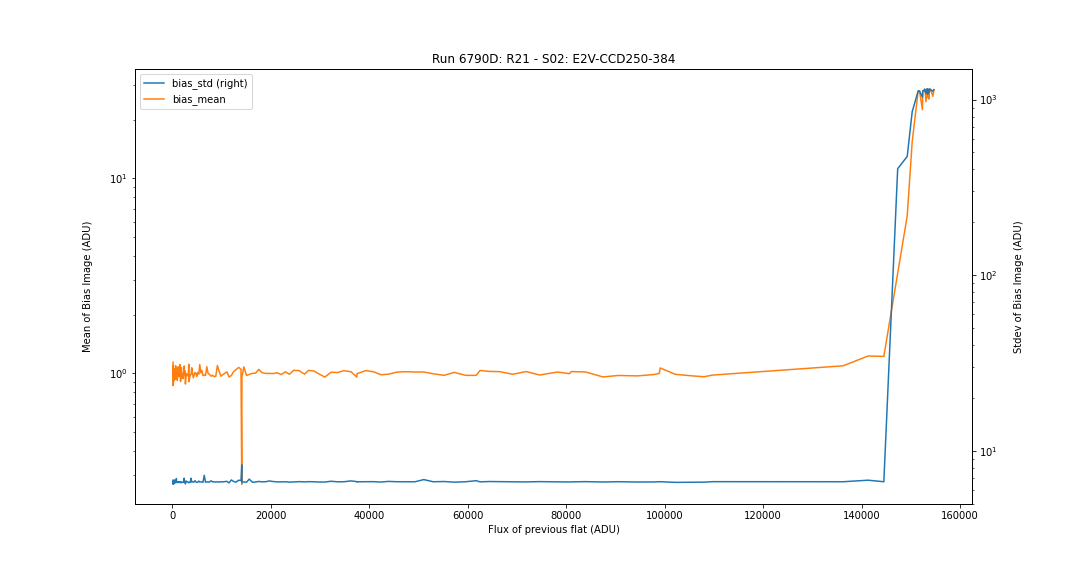 Run 6790D: R21 - S02: E2V-CCD250-384
bias_std (right)
bias_mean
Mean of Bias Image (ADU)
10¹
10⁰
10³
10²
10¹
Stdev of Bias Image (ADU)
0 20000 40000 60000 80000 100000 120000 140000 160000
Flux of previous flat (ADU)